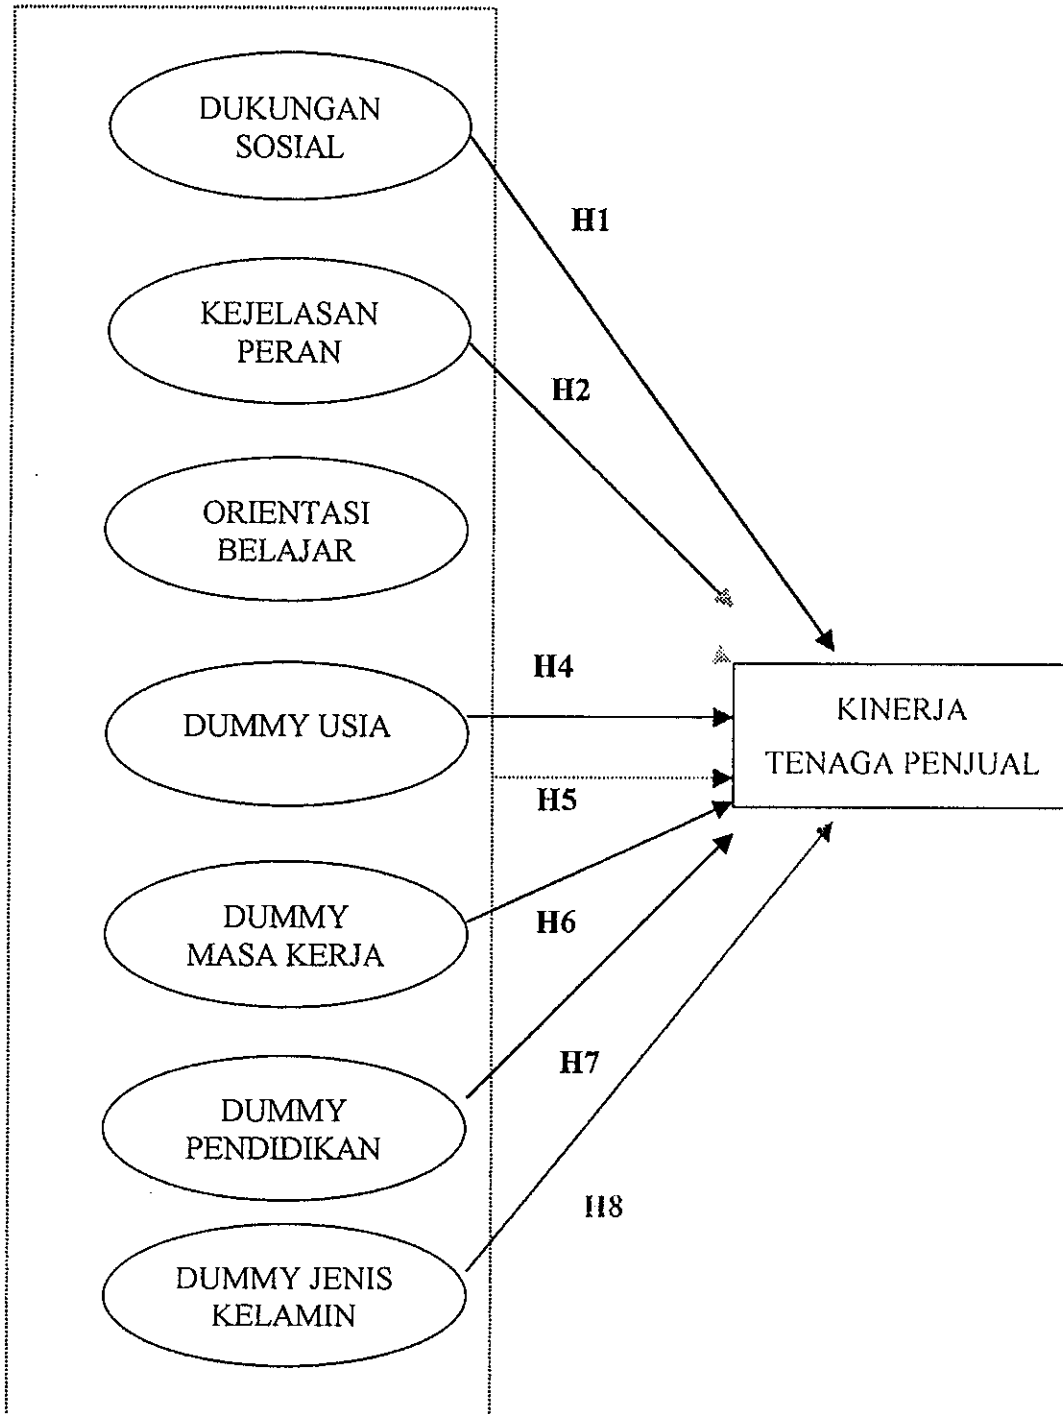 DUKUNGAN
SOSIAL
H1
KEJELASAN
PERAN
H2
ORIENTASI
BELAJAR
H4
DUMMY USIA
KINERJA
TENAGA PENJUAL
H5
DUMMY
MASA KERJA
H6
H7
DUMMY
PENDIDIKAN
H8
DUMMY JENIS
KELAMIN